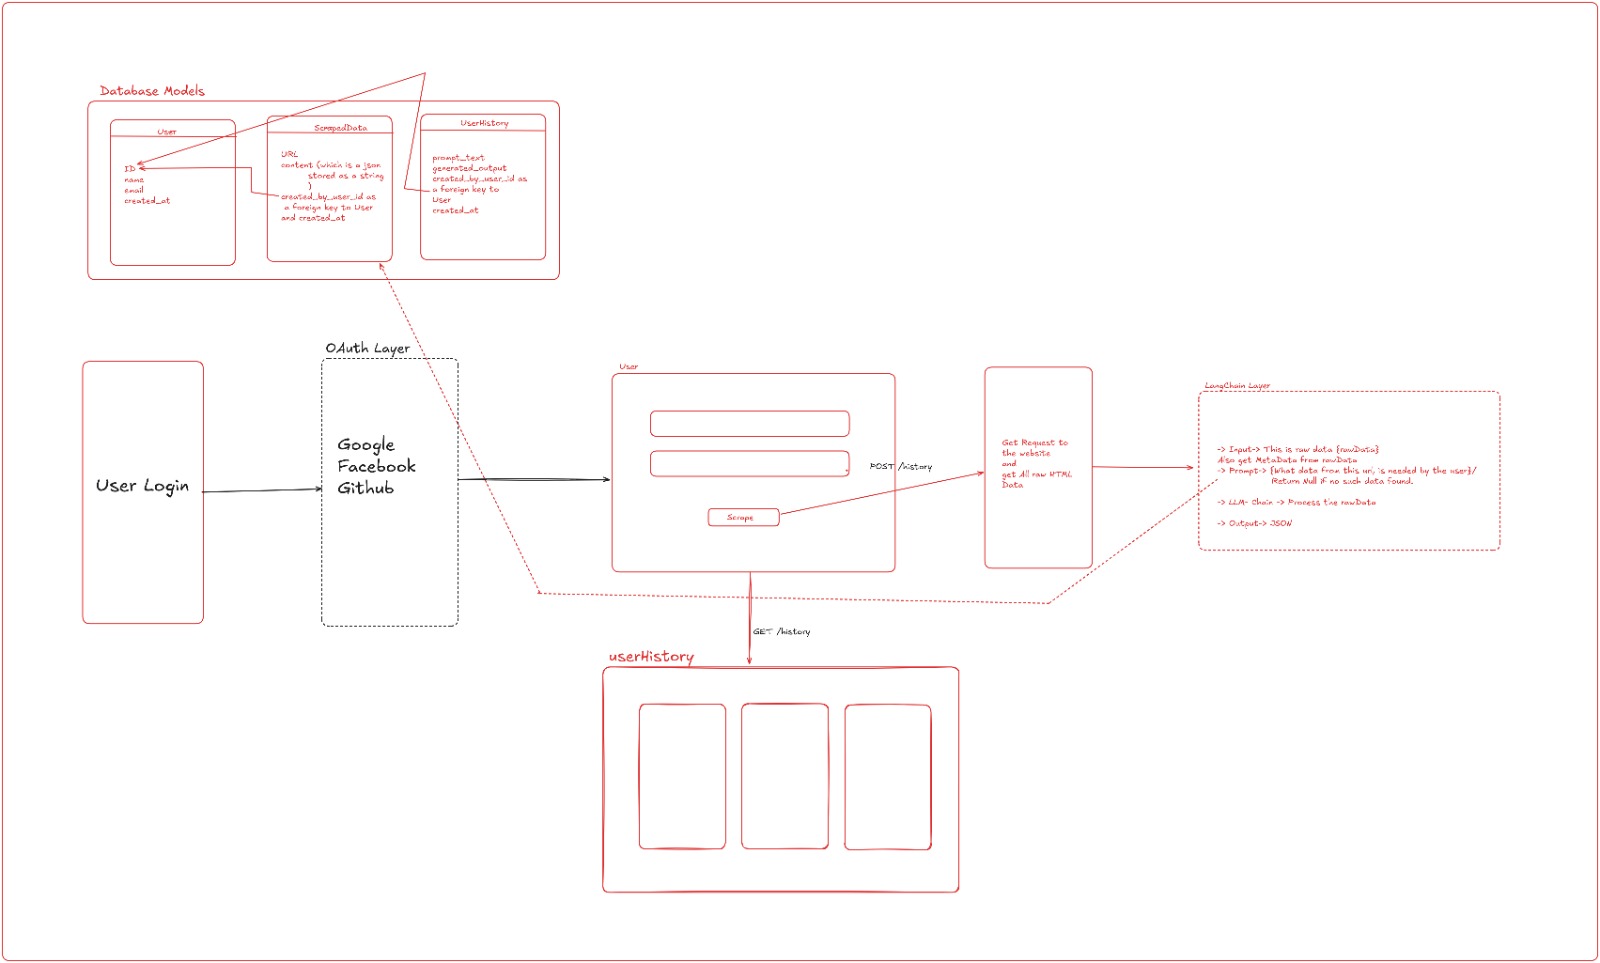 Database Models
User
ID
name
email
created_at
ScrapedData
URL
content (which is a json
stored as a string
)
created_by_user_id as
a foreign key to User
and created_at
UserHistory
prompt_text
generated_output
created_by_user_id as
a foreign key to
User
created_at
User Login
OAuth Layer
Google
Facebook
Github
User
Scrape
POST /history
Get Request to
the website
and
get All raw HTML
Data
LangChain Layer
-> Input-> This is raw data {rawData}
Also get MetaData from rawData
-> Prompt-> {What data from this url is needed by the user}/
Return Null if no such data found.
-> LLM- Chain -> Process the rawData
-> Output-> JSON
GET /history
userHistory